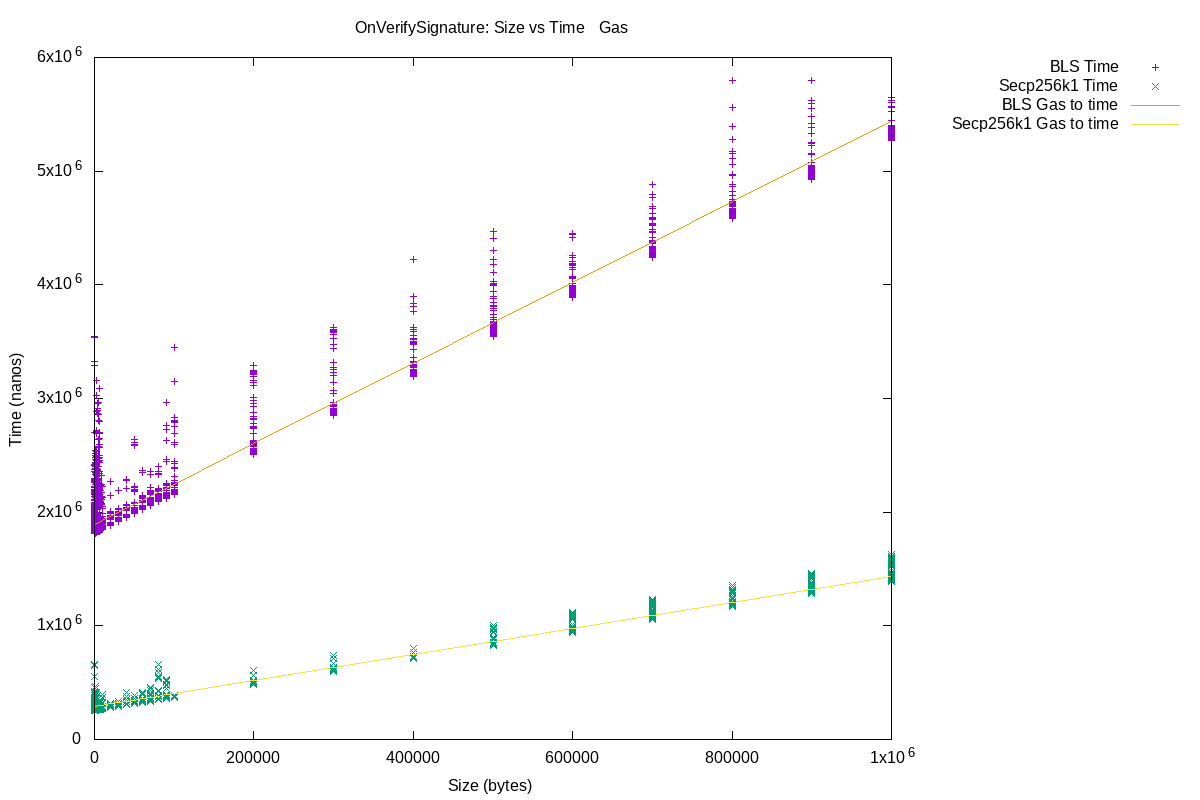 OnVerifySignature: Size vs Time   Gas
BLS Time
Secp256k1 Time
BLS Gas to time
Secp256k1 Gas to time
Time (nanos)
6x10^6
5x10^6
4x10^6
3x10^6
2x10^6
1x10^6
0
0 200000 400000 600000 800000 1x10^6
Size (bytes)